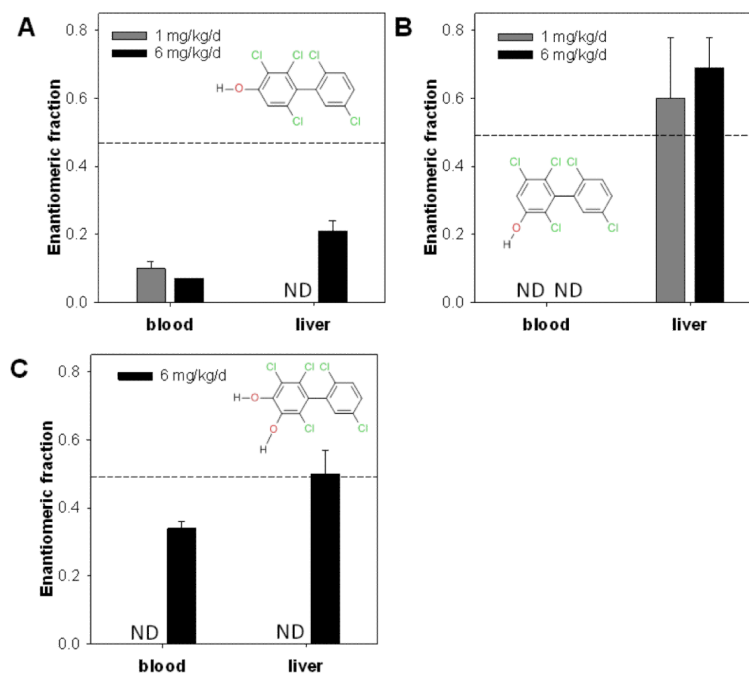 A
Enantiomeric fraction
0.8
0.6
0.4
0.2
0.0
1 mg/kg/d
6 mg/kg/d
Cl
Cl
Cl
H
O
Cl
Cl
ND
blood
liver
B
Enantiomeric fraction
0.8
0.6
0.4
0.2
0.0
1 mg/kg/d
6 mg/kg/d
Cl
Cl
Cl
Cl
Cl
O
H
ND ND
blood
liver
C
Enantiomeric fraction
0.8
0.6
0.4
0.2
0.0
6 mg/kg/d
Cl
Cl
Cl
H
O
O
Cl
Cl
H
ND
ND
blood
liver